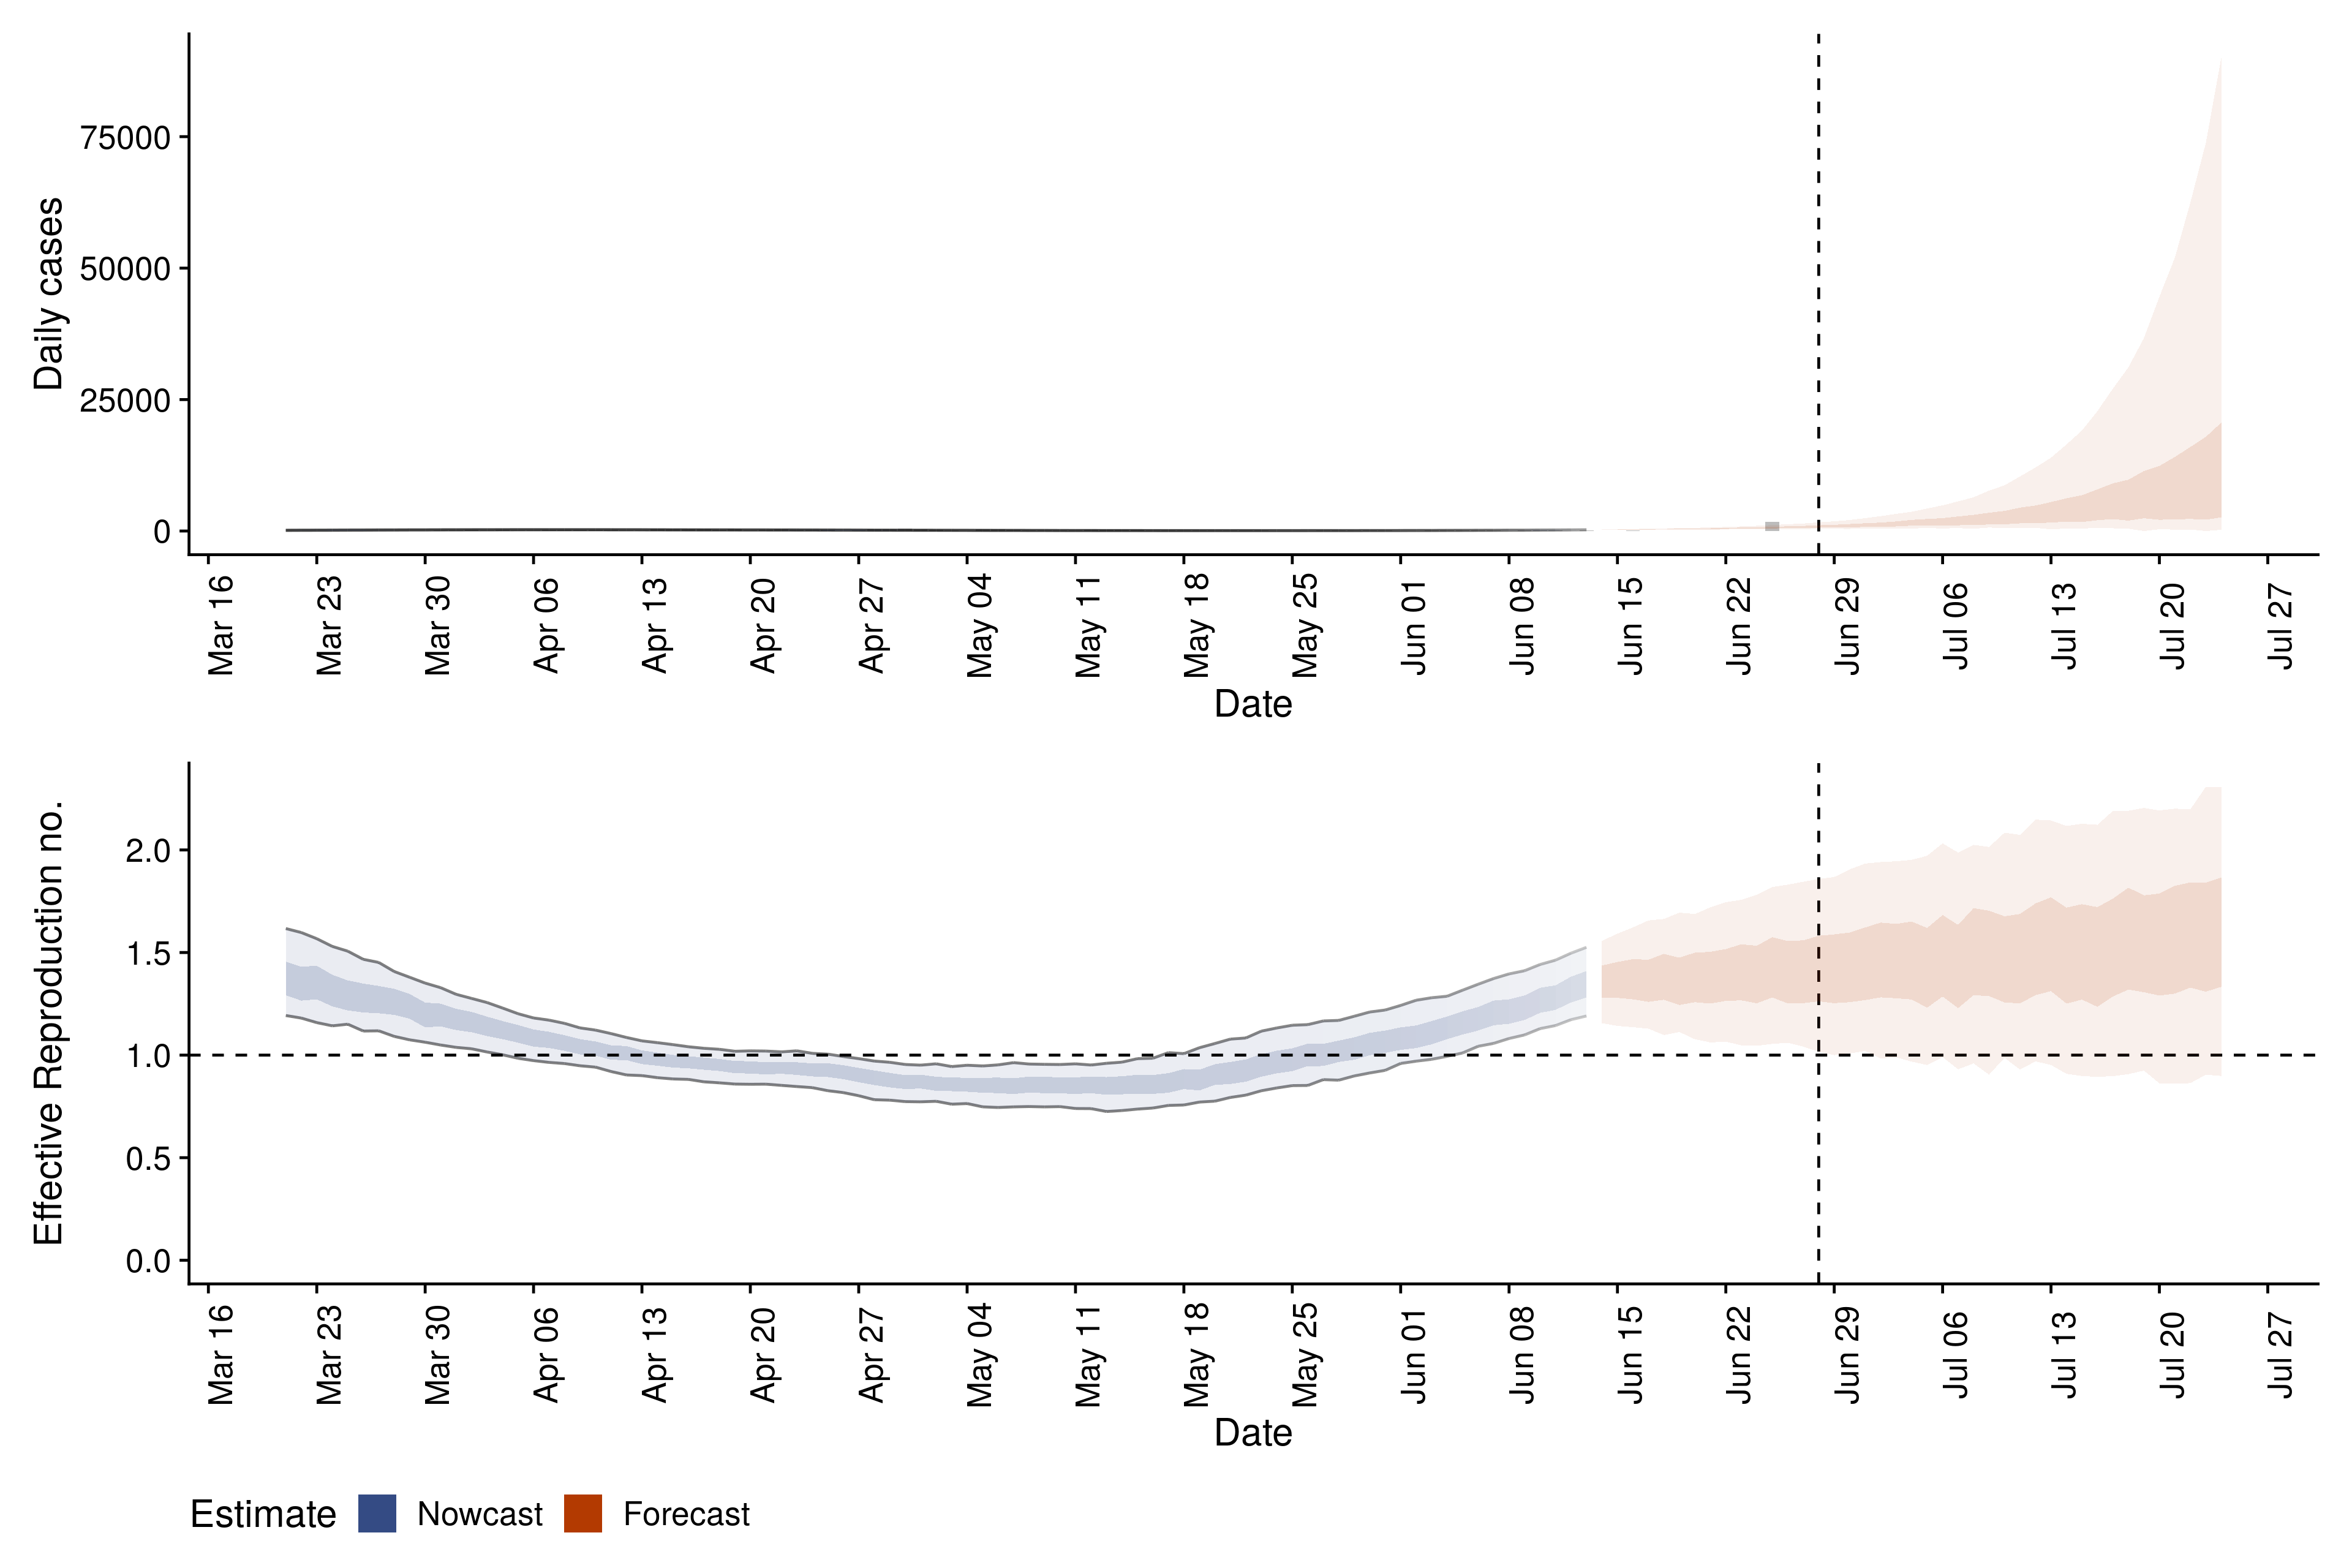 Daily cases
75000
50000
25000
0
Mar 16
Mar 23
Mar 30
Apr 06
Apr 13
Apr 20
Apr 27
May 04
May 11
May 18
May 25
Jun 01
Jun 08
Jun 15
Jun 22
Jun 29
Jul 06
Jul 13
Jul 20
Jul 27
Date
Effective Reproduction no.
2.0
1.5
1.0
0.5
0.0
Mar 16
Mar 23
Mar 30
Apr 06
Apr 13
Apr 20
Apr 27
May 04
May 11
May 18
May 25
Jun 01
Jun 08
Jun 15
Jun 22
Jun 29
Jul 06
Jul 13
Jul 20
Jul 27
Date
Estimate Nowcast Forecast